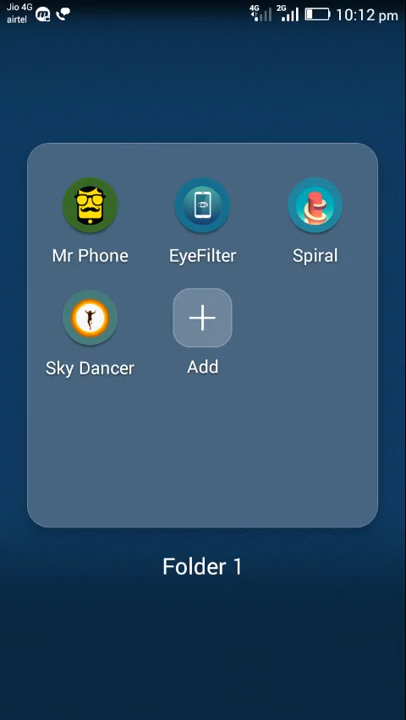 Jio 4G
airtel
4G
2G
10:12 pm
Mr Phone
EyeFilter
Spiral
Sky Dancer
Add
Folder 1